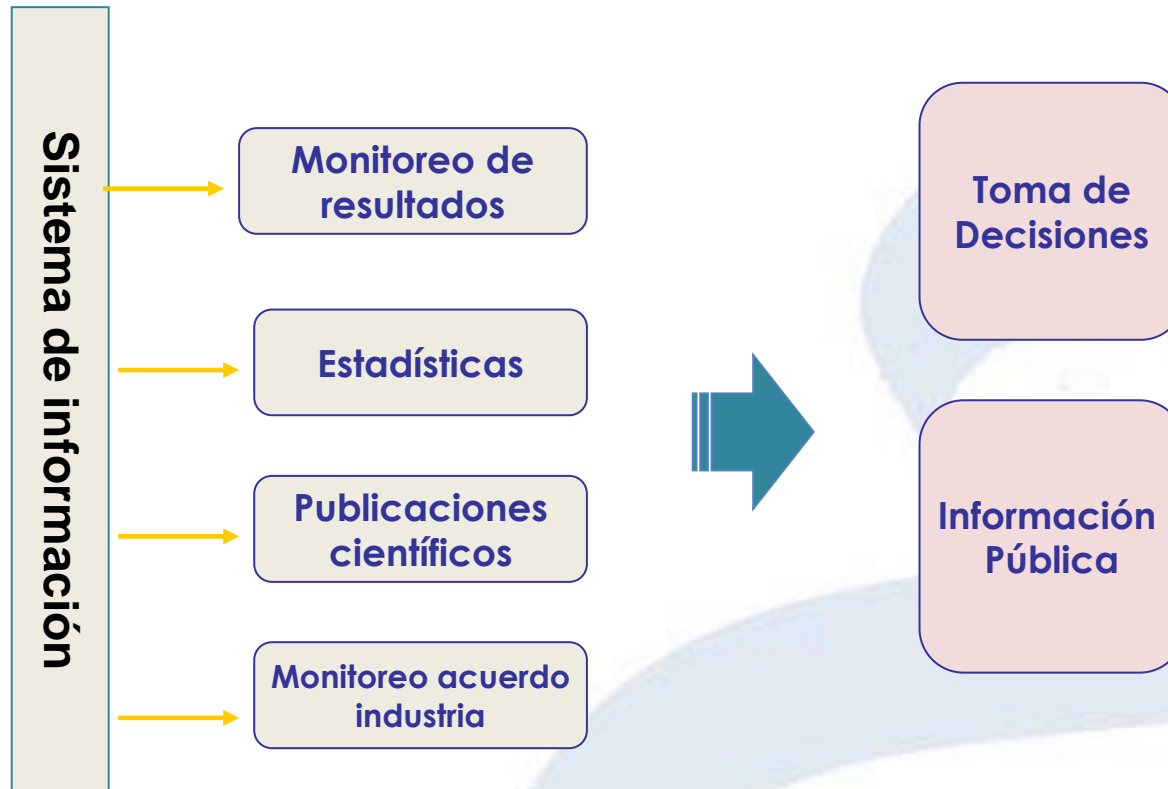 Sistema de información
Monitoreo de
resultados
Estadísticas
Publicaciones
científicos
Monitoreo acuerdo
industria
Toma de
Decisiones
Información
Pública